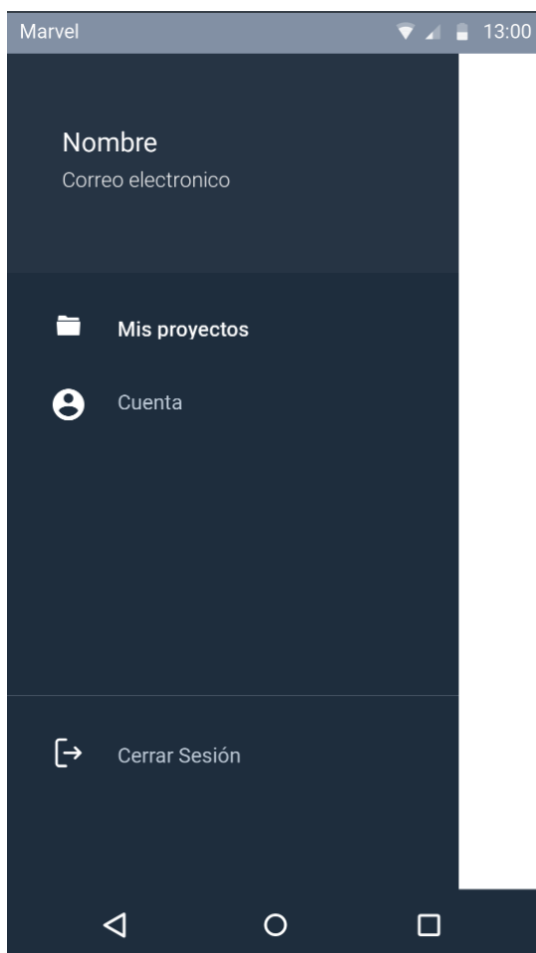 Marvel 13:00
Nombre
Correo electronico
Mis proyectos
Cuenta
Cerrar Sesión